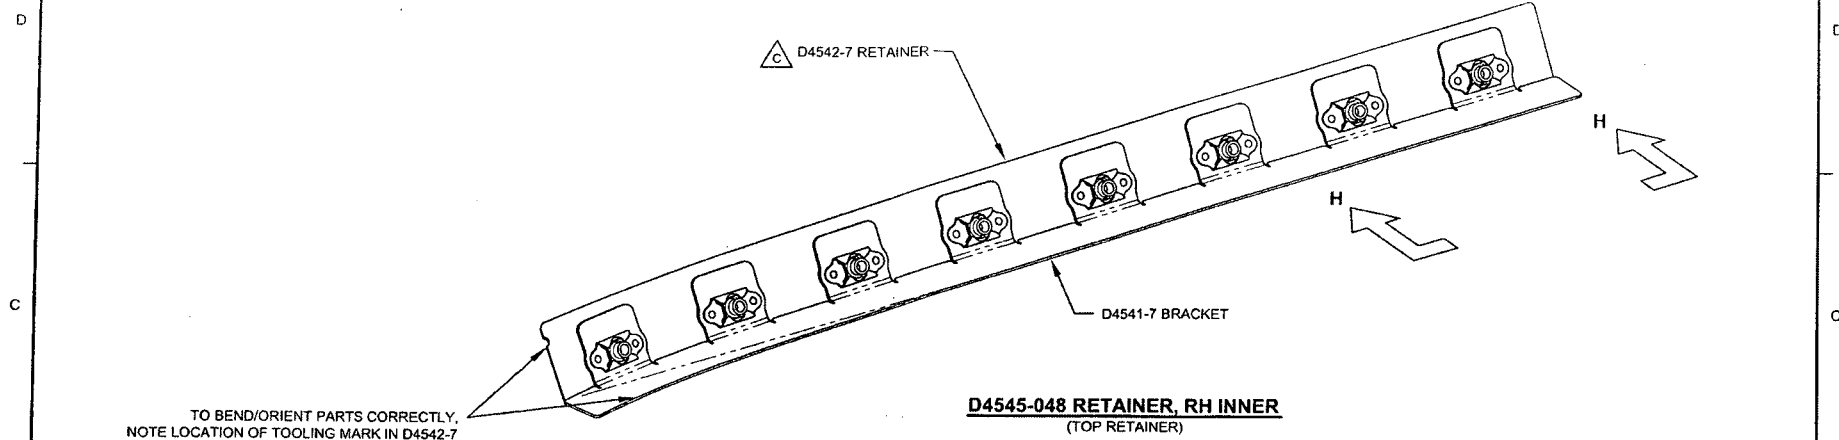 D
C D4542-7 RETAINER
H
H
C
D4541-7 BRACKET
D4545-048 RETAINER, RH INNER
(TOP RETAINER)
TO BEND/ORIENT PARTS CORRECTLY,
NOTE LOCATION OF TOOLING MARK IN D4542-7